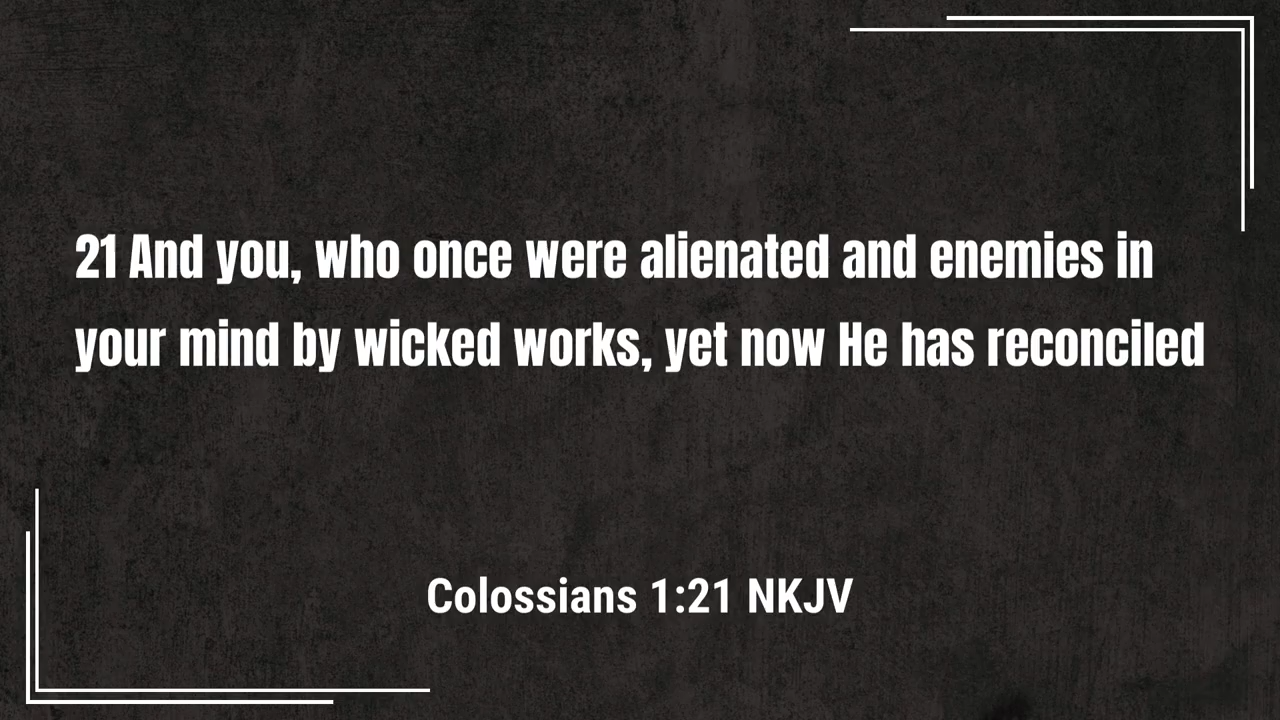 21 And you, who once were alienated and enemies in
your mind by wicked works, yet now He has reconciled
Colossians 1:21 NKJV